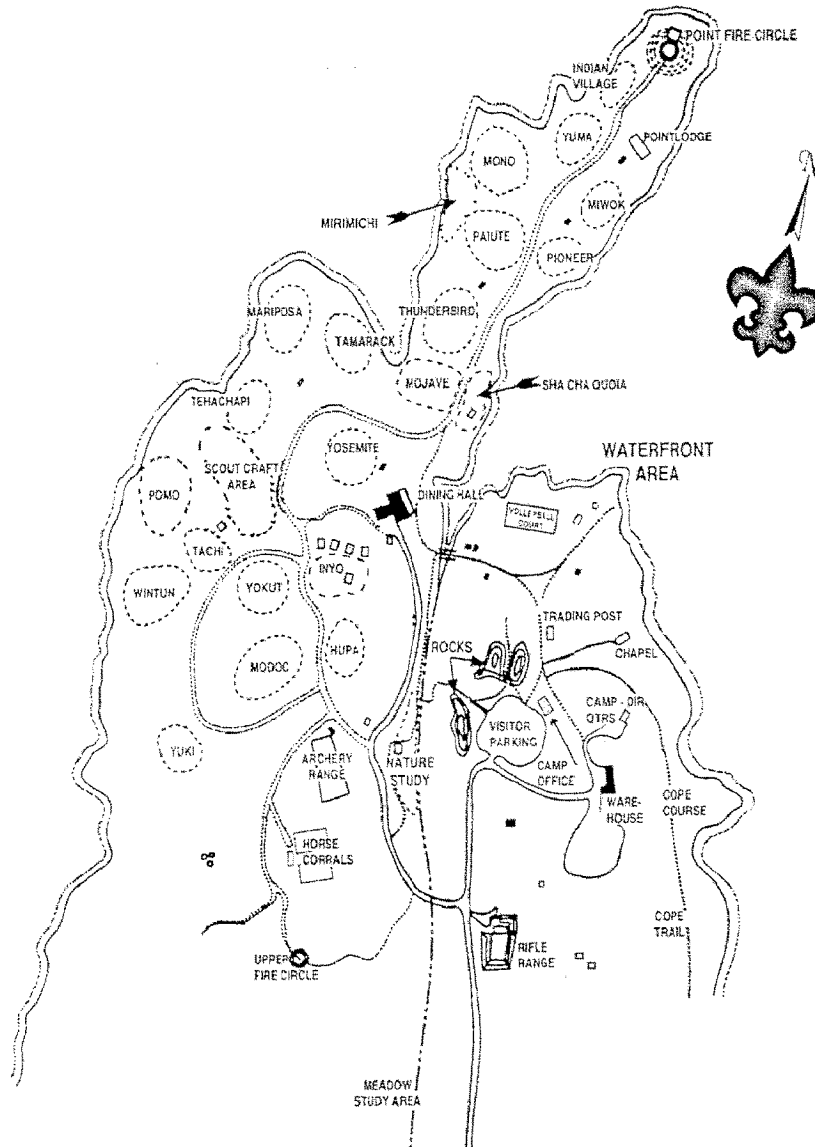 POINT FIRE CIRCLE
INDIAN
VILLAGE
YUMA
POINT LODGE
MONO
MIWOK
MIRIMICHI
PAIUTE
PIONEER
MARIPOSA
THUNDERBIRD
TAMARACK
MOJAVE
SHA CHA QUOIA
TEHACHAPI
YOSEMITE
WATERFRONT
AREA
SCOUT CRAFT
AREA
POMO
DINING HALL
VOLLEYBALL
COURT
TACHI
INYO
WINTUN
YOKUT
TRADING POST
ROCKS
HUPA
CHAPEL
MODOC
CAMP - DIR
QTRS
VISITOR
PARKING
YUKI
ARCHERY
RANGE
NATURE
STUDY
CAMP
OFFICE
WARE-
HOUSE
COPE
COURSE
HORSE
CORRALS
COPE
TRAIL
RIFLE
RANGE
UPPER
FIRE CIRCLE
MEADOW
STUDY AREA